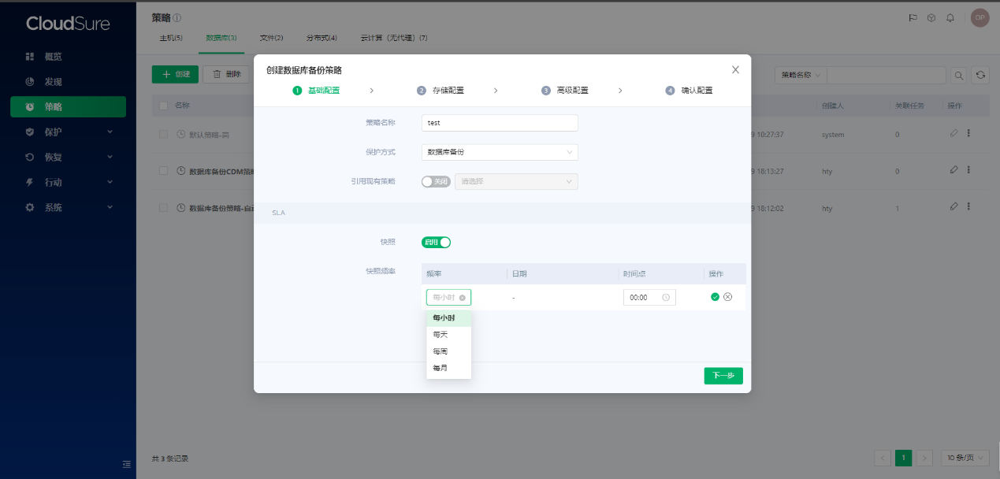 CloudSure
概览
发现
策略
保护
恢复
行动
系统
策略
OP
主机(5) 数据库(3) 文件(2) 分布式(4) 云计算（无代理）(7)
创建 删除 策略名称
名称 创建人 关联任务 操作
默认策略-高 9 10:27:37 system 0
数据库备份CDM策略 9 18:13:27 hty 0
数据库备份策略-自 9 18:12:02 hty 1
创建数据库备份策略
1 基础配置 2 存储配置 3 高级配置 4 确认配置
策略名称 test
保护方式 数据库备份
引用现有策略 关闭 请选择
SLA
快照 启用
快照频率 频率 日期 时间点 操作
每小时 - 00:00
每小时
每天
每周
每月
下一步
共 3 条记录 1 10 条/页